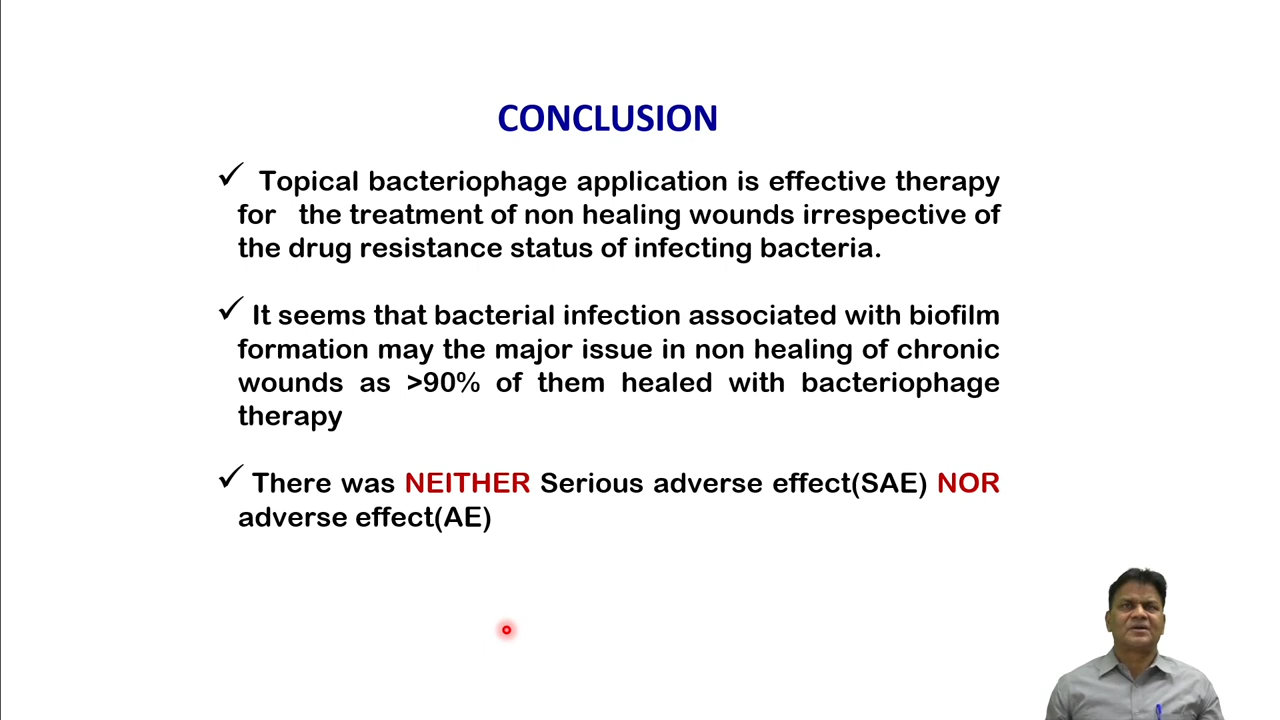 CONCLUSION
✓ Topical bacteriophage application is effective therapy
for the treatment of non healing wounds irrespective of
the drug resistance status of infecting bacteria.
✓ It seems that bacterial infection associated with biofilm
formation may the major issue in non healing of chronic
wounds as >90% of them healed with bacteriophage
therapy
✓ There was NEITHER Serious adverse effect(SAE) NOR
adverse effect(AE)